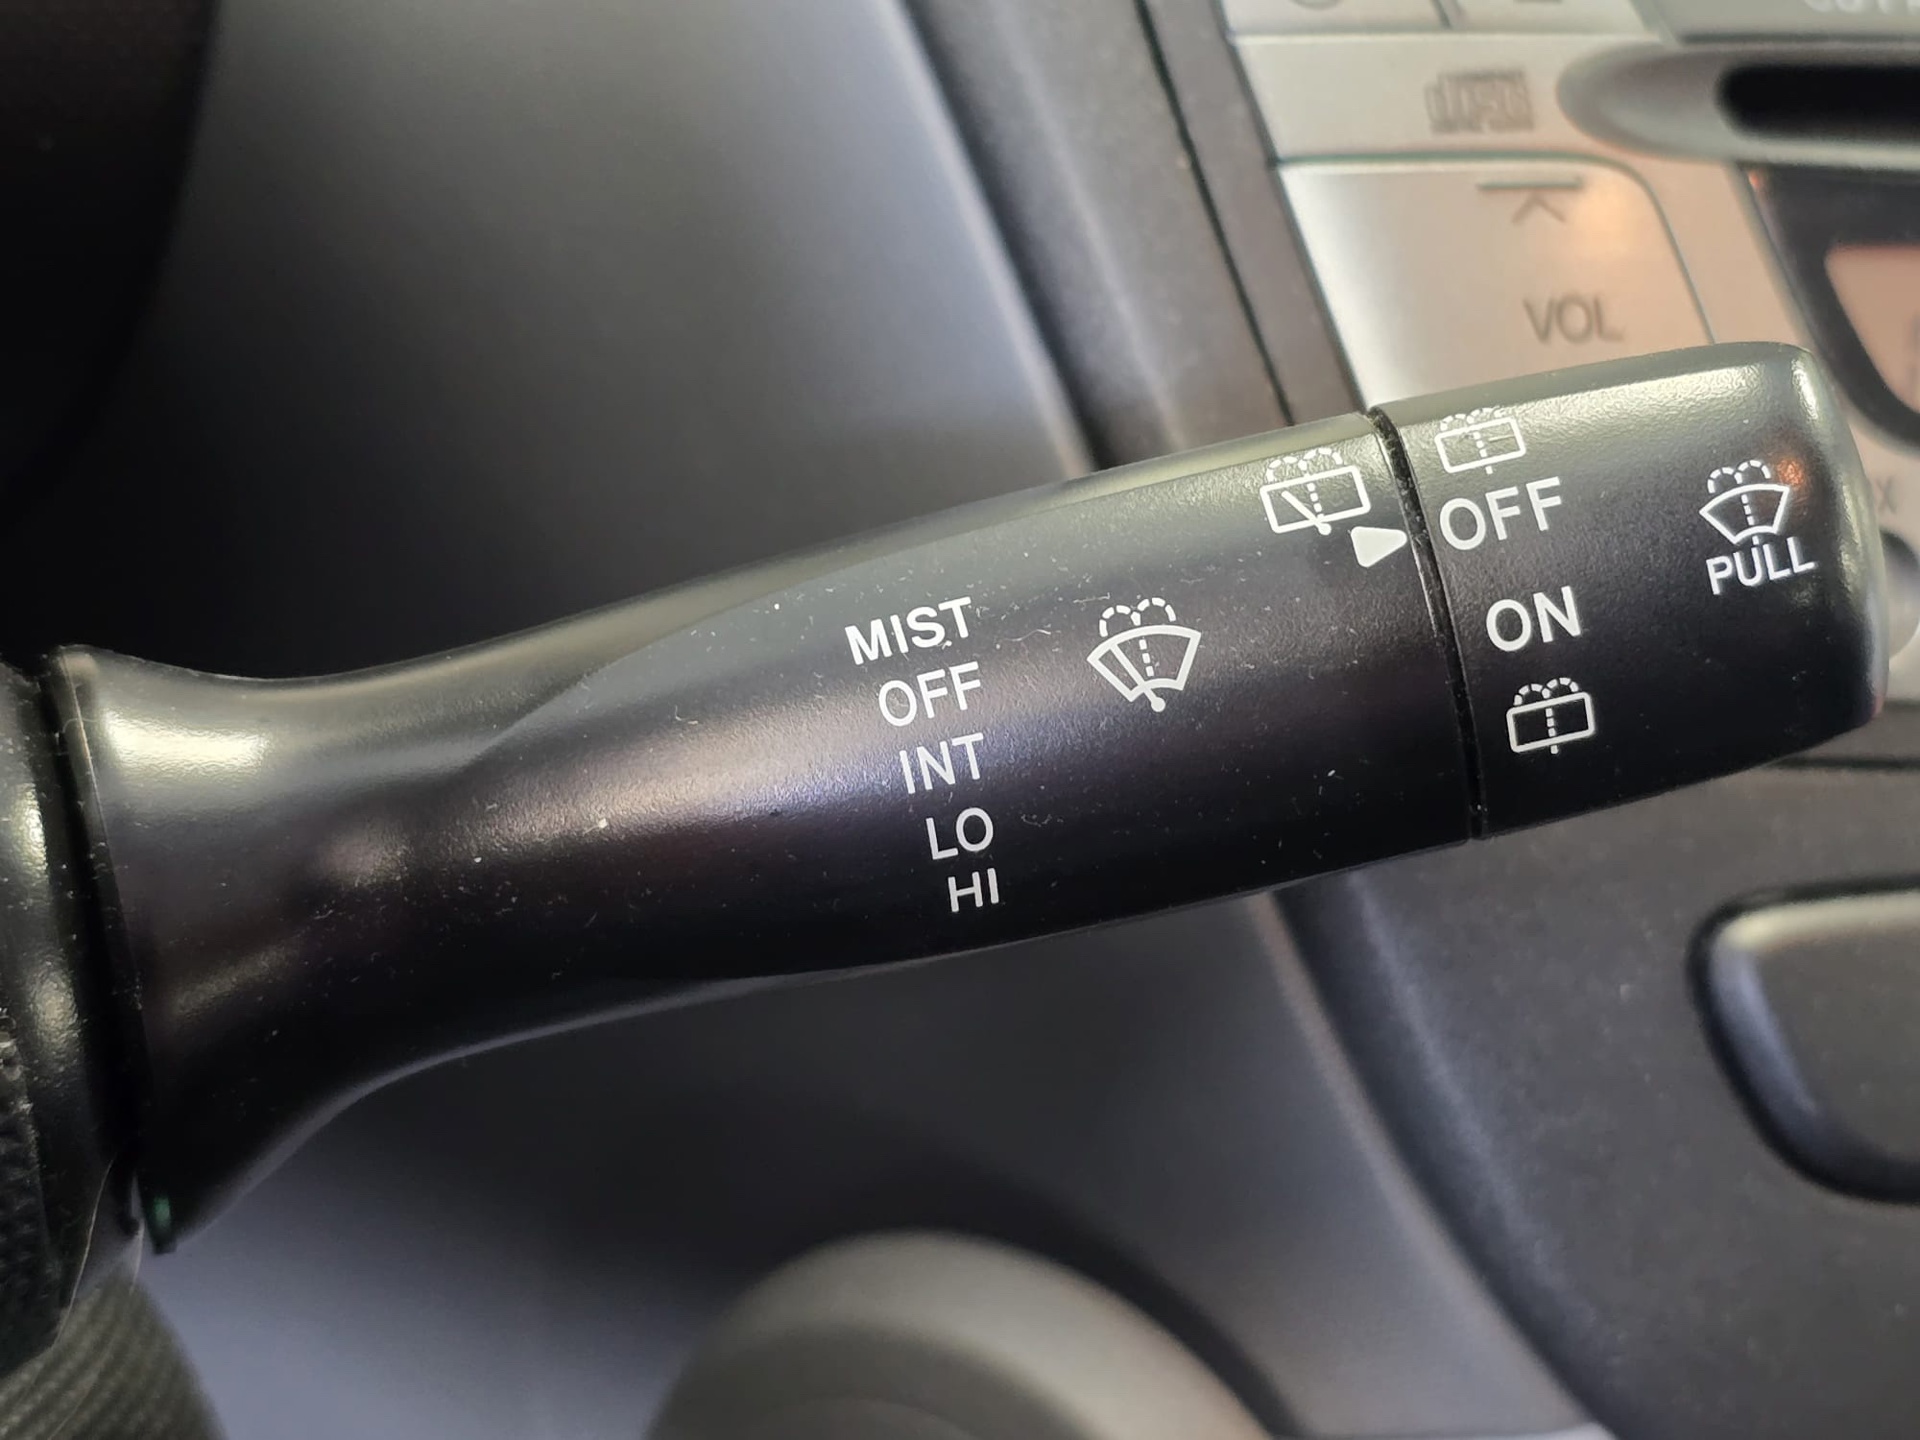 VOL
OFF
PULL
ON
MIST
OFF
INT
LO
HI